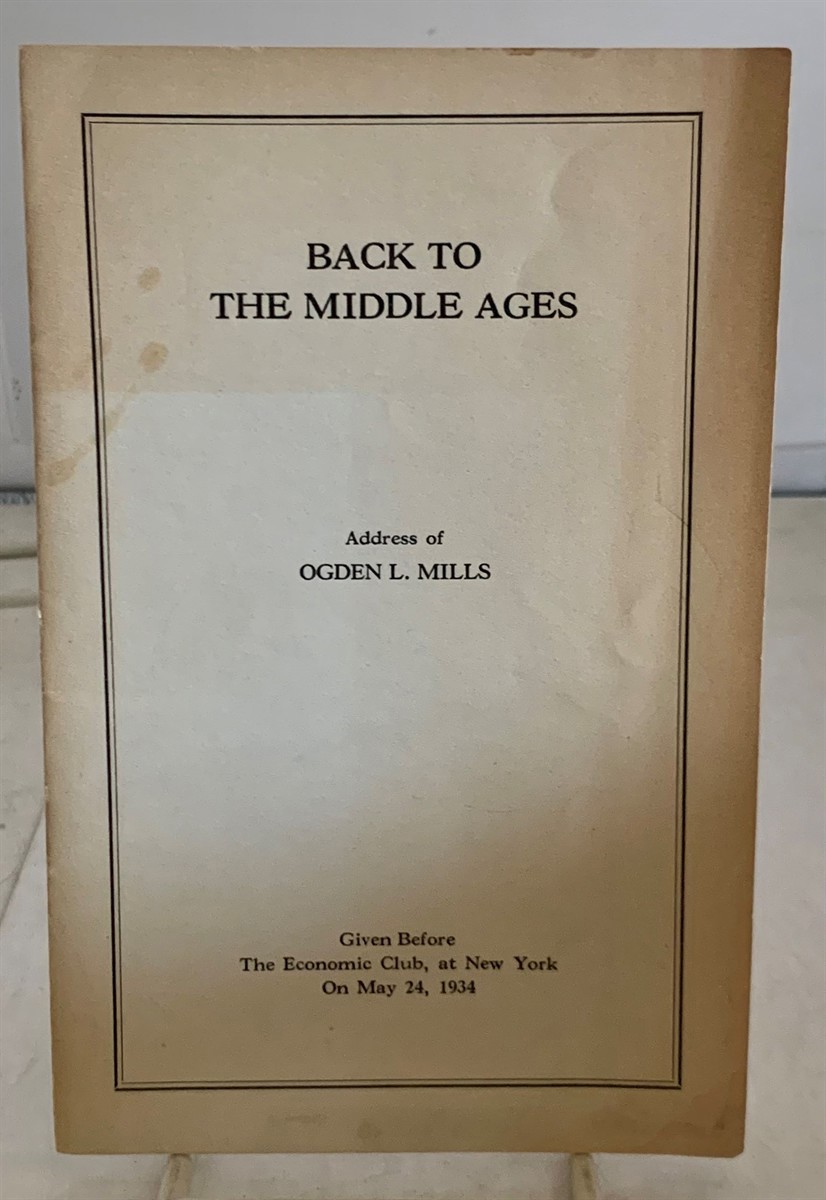 BACK TO
THE MIDDLE AGES
Address of
OGDEN L. MILLS
Given Before
The Economic Club, at New York
On May 24, 1934